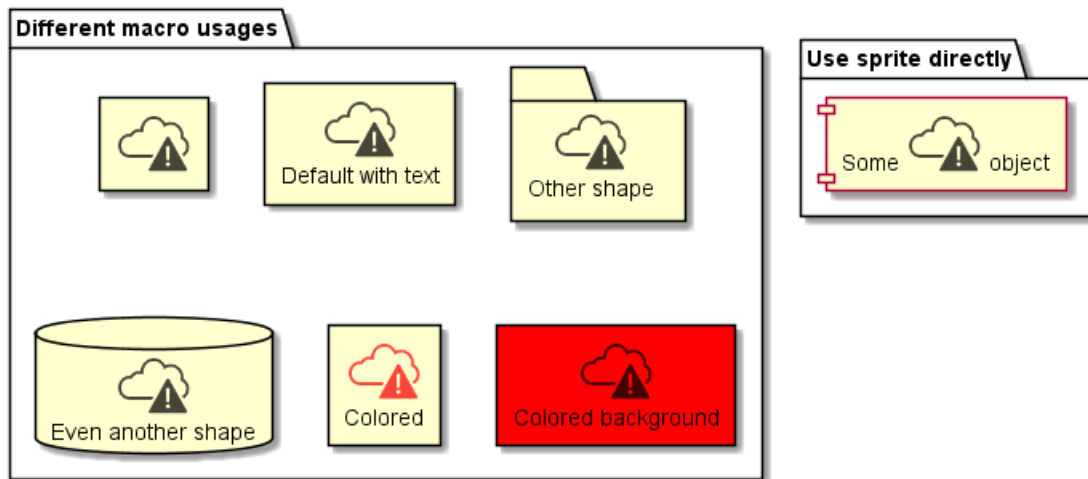 Different macro usages
Use sprite directly
Default with text
Other shape
Some object
Even another shape
Colored
Colored background